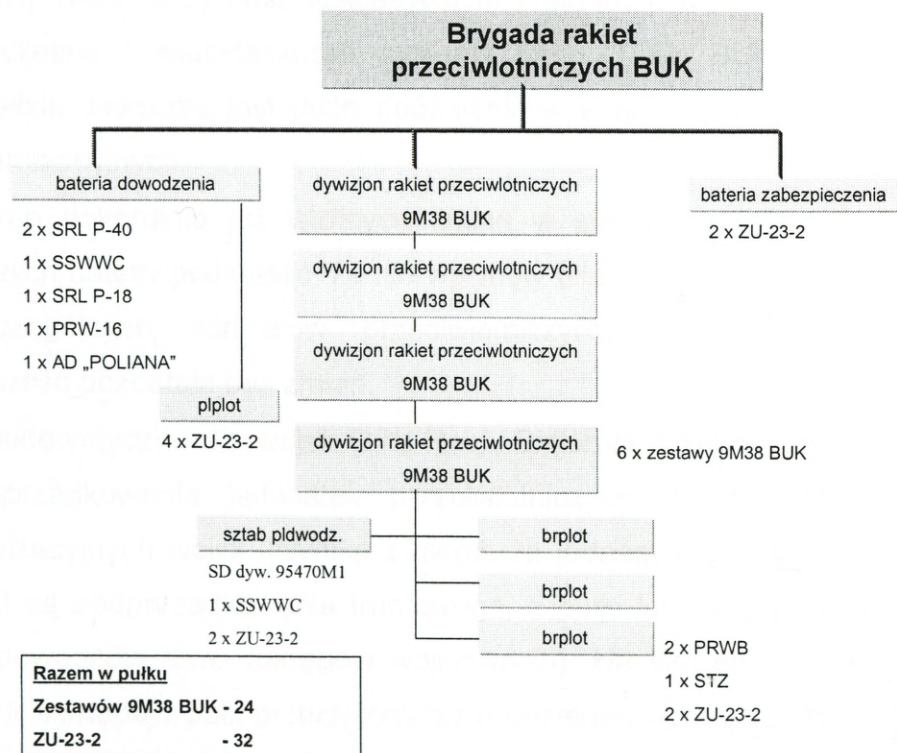 Brygada rakiet
przeciwlotniczych BUK
bateria dowodzenia
2 x SRL P-40
1 x SSWWC
1 x SRL P-18
1 x PRW-16
1 x AD „POLIANA”
plplot
4 x ZU-23-2
dywizjon rakiet przeciwlotniczych
9M38 BUK
dywizjon rakiet przeciwlotniczych
9M38 BUK
dywizjon rakiet przeciwlotniczych
9M38 BUK
dywizjon rakiet przeciwlotniczych
9M38 BUK
6 x zestawy 9M38 BUK
bateria zabezpieczenia
2 x ZU-23-2
sztab pldwodz.
SD dyw. 95470M1
1 x SSWWC
2 x ZU-23-2
brplot
brplot
brplot
2 x PRWB
1 x STZ
2 x ZU-23-2
Razem w pułku
Zestawów 9M38 BUK - 24
ZU-23-2 - 32